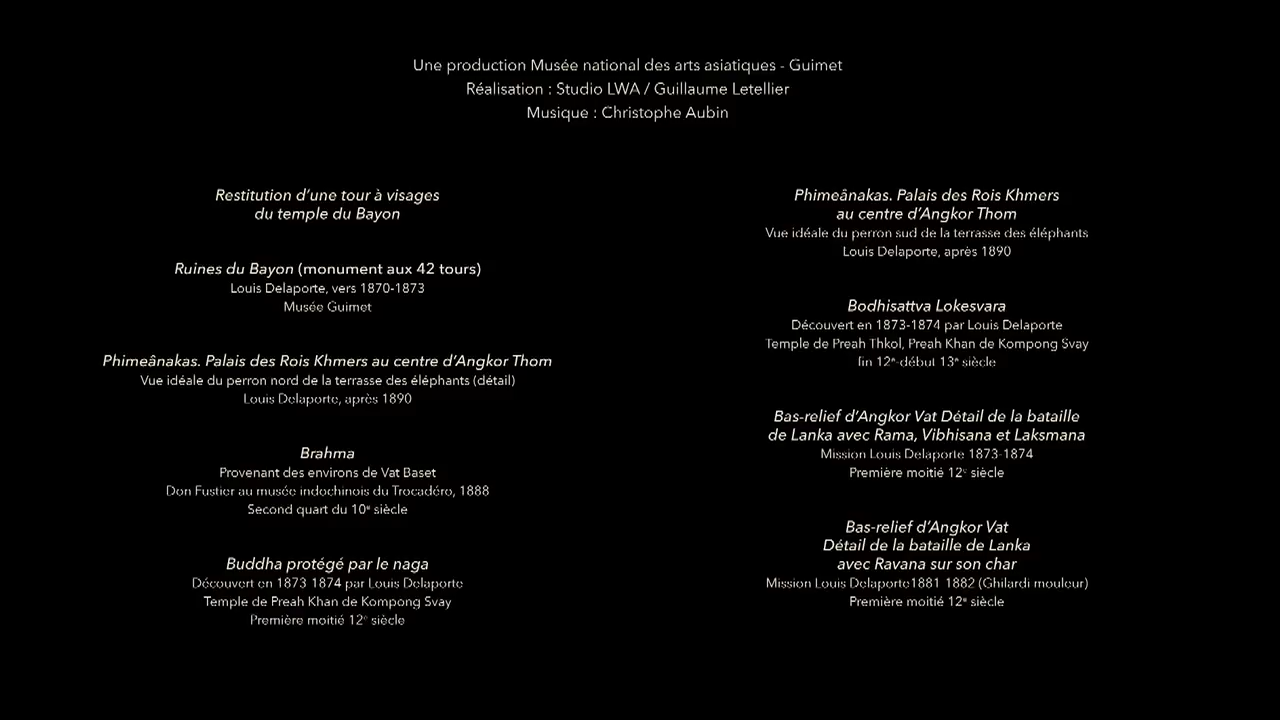 Une production Musée national des arts asiatiques - Guimet
Réalisation : Studio LWA / Guillaume Letellier
Musique : Christophe Aubin
Restitution d'une tour à visages
du temple du Bayon
Ruines du Bayon (monument aux 42 tours)
Louis Delaporte, vers 1870-1873
Musée Guimet
Phimeânakas. Palais des Rois Khmers au centre d'Angkor Thom
Vue idéale du perron nord de la terrasse des éléphants (détail)
Louis Delaporte, après 1890
Brahma
Provenant des environs de Vat Baset
Don Fustier au musée indochinois du Trocadéro, 1888
Second quart du 10ᵉ siècle
Buddha protégé par le naga
Découvert en 1873-1874 par Louis Delaporte
Temple de Preah Khan de Kompong Svay
Première moitié 12ᵉ siècle
Phimeânakas. Palais des Rois Khmers
au centre d'Angkor Thom
Vue idéale du perron sud de la terrasse des éléphants
Louis Delaporte, après 1890
Bodhisattva Lokesvara
Découvert en 1873-1874 par Louis Delaporte
Temple de Preah Thkol, Preah Khan de Kompong Svay
fin 12ᵉ-début 13ᵉ siècle
Bas-relief d'Angkor Vat Détail de la bataille
de Lanka avec Rama, Vibhisana et Laksmana
Mission Louis Delaporte 1873-1874
Première moitié 12ᵉ siècle
Bas-relief d'Angkor Vat
Détail de la bataille de Lanka
avec Ravana sur son char
Mission Louis Delaporte1881-1882 (Ghilardi mouleur)
Première moitié 12ᵉ siècle